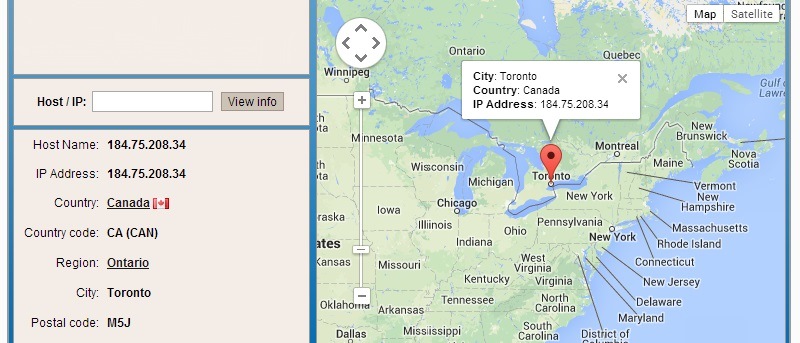 Host / IP:
View info
Host Name: 184.75.208.34
IP Address: 184.75.208.34
Country: Canada
Country code: CA (CAN)
Region: Ontario
City: Toronto
Postal code: M5J
Map
Satellite
Ontario
Quebec
Winnipeg
City: Toronto
Country: Canada
IP Address: 184.75.208.34
Gulf of
Minnesota
Montreal
New
Brunswick
Nova
Scotia
Maine
Wisconsin
Michigan
Toronto
Vermont
New
Hampshire
New York
Chicago
Iowa
Massachusetts
Illinois
Pennsylvania
Rhode Island
Indiana
Ohio
New York
Connecticut
ates
Kansas
Missouri
West
Virginia
New Jersey
Kentucky
Virginia
Delaware
Oklahoma
Tennessee
North
Carolina
Maryland
Arkansas
Dallas
Mississippi
South
Carolina
District of